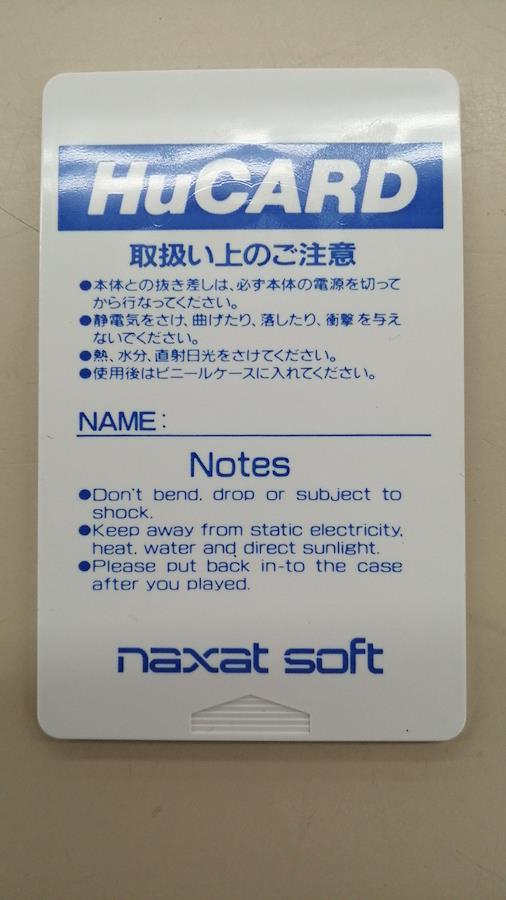 HuCARD
取扱い上のご注意
●本体との抜き差しは、必ず本体の電源を切って
から行なってください。
●静電気をさけ、曲げたり、落したり、衝撃を与え
ないでください。
●熱、水分、直射日光をさけてください。
●使用後はビニールケースに入れてください。
NAME:
Notes
●Don't bend, drop or subject to
shock.
●Keep away from static electricity,
heat, water and direct sunlight.
●Please put back in-to the case
after you played.
naxat soft